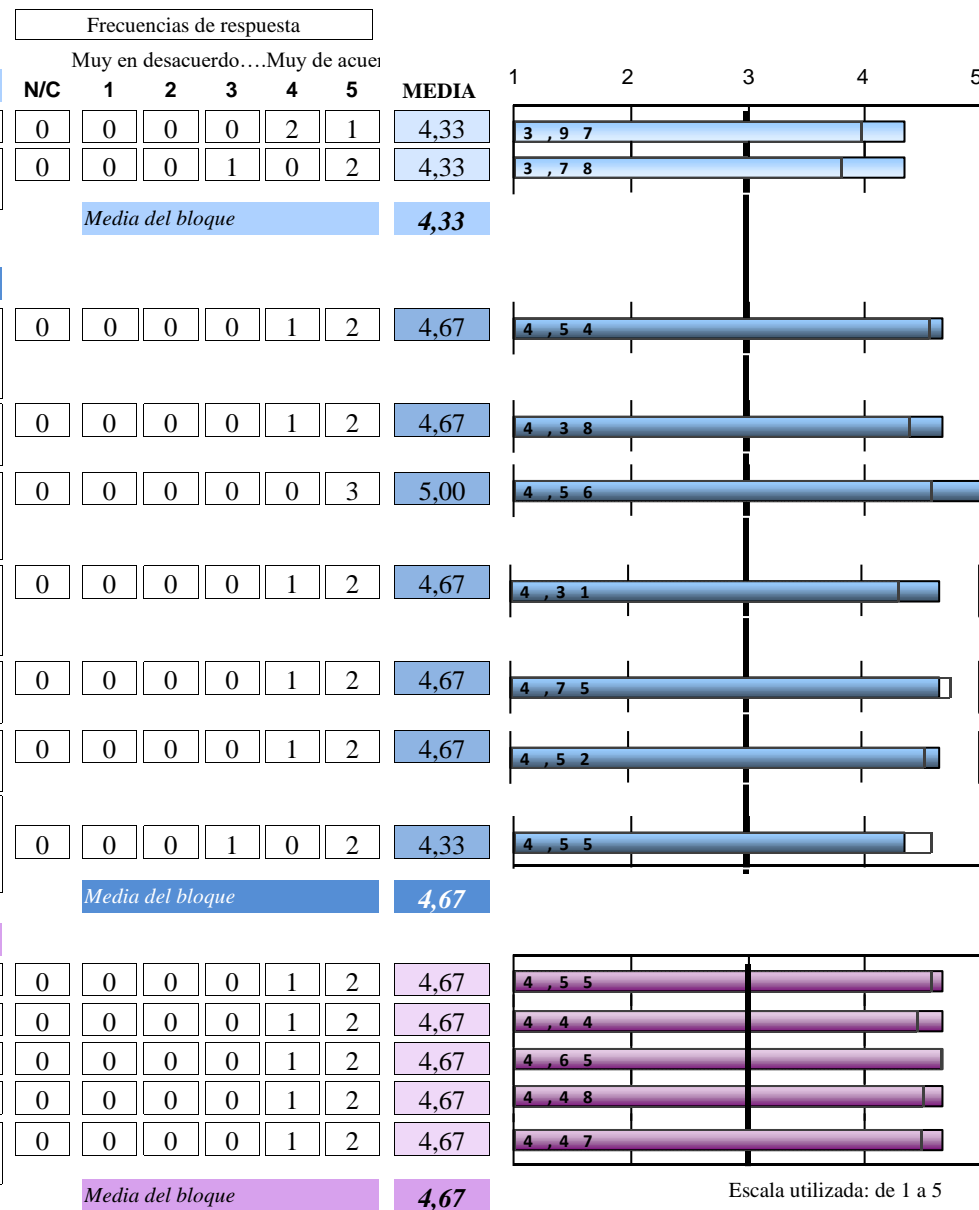 Frecuencias de respuesta
Muy en desacuerdo….Muy de acuer
N/C 1 2 3 4 5 MEDIA 1 2 3 4 5
0 0 0 0 2 1 4,33 3,97
0 0 0 1 0 2 4,33 3,78
Media del bloque 4,33
0 0 0 0 1 2 4,67 4,54
0 0 0 0 1 2 4,67 4,38
0 0 0 0 0 3 5,00 4,56
0 0 0 0 1 2 4,67 4,31
0 0 0 0 1 2 4,67 4,75
0 0 0 0 1 2 4,67 4,52
0 0 0 1 0 2 4,33 4,55
Media del bloque 4,67
0 0 0 0 1 2 4,67 4,55
0 0 0 0 1 2 4,67 4,44
0 0 0 0 1 2 4,67 4,65
0 0 0 0 1 2 4,67 4,48
0 0 0 0 1 2 4,67 4,47
Media del bloque 4,67
Escala utilizada: de 1 a 5